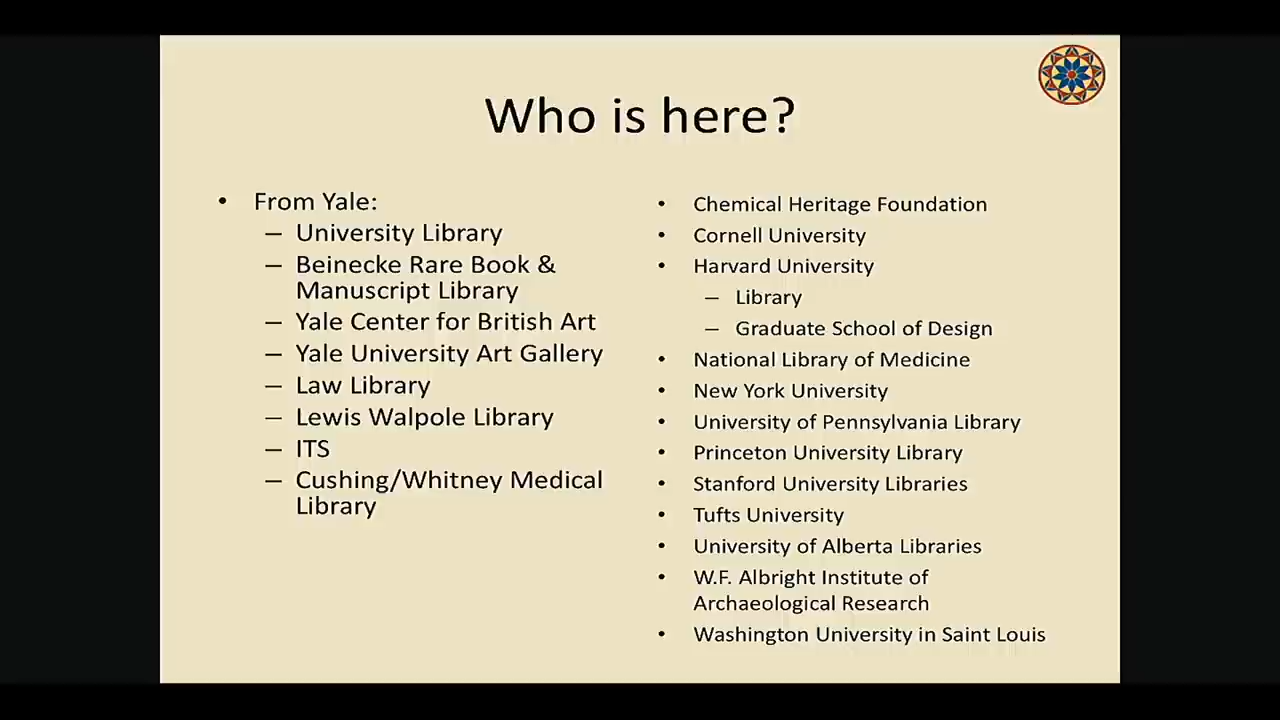 Who is here?
• From Yale:
– University Library
– Beinecke Rare Book &
Manuscript Library
– Yale Center for British Art
– Yale University Art Gallery
– Law Library
– Lewis Walpole Library
– ITS
– Cushing/Whitney Medical
Library
• Chemical Heritage Foundation
• Cornell University
• Harvard University
– Library
– Graduate School of Design
• National Library of Medicine
• New York University
• University of Pennsylvania Library
• Princeton University Library
• Stanford University Libraries
• Tufts University
• University of Alberta Libraries
• W.F. Albright Institute of
Archaeological Research
• Washington University in Saint Louis